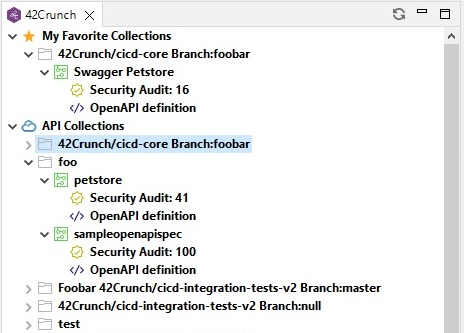 42Crunch
My Favorite Collections
42Crunch/cicd-core Branch:foobar
Swagger Petstore
Security Audit: 16
OpenAPI definition
API Collections
42Crunch/cicd-core Branch:foobar
foo
petstore
Security Audit: 41
OpenAPI definition
sampleopenapispec
Security Audit: 100
OpenAPI definition
Foobar 42Crunch/cicd-integration-tests-v2 Branch:master
42Crunch/cicd-integration-tests-v2 Branch:null
test